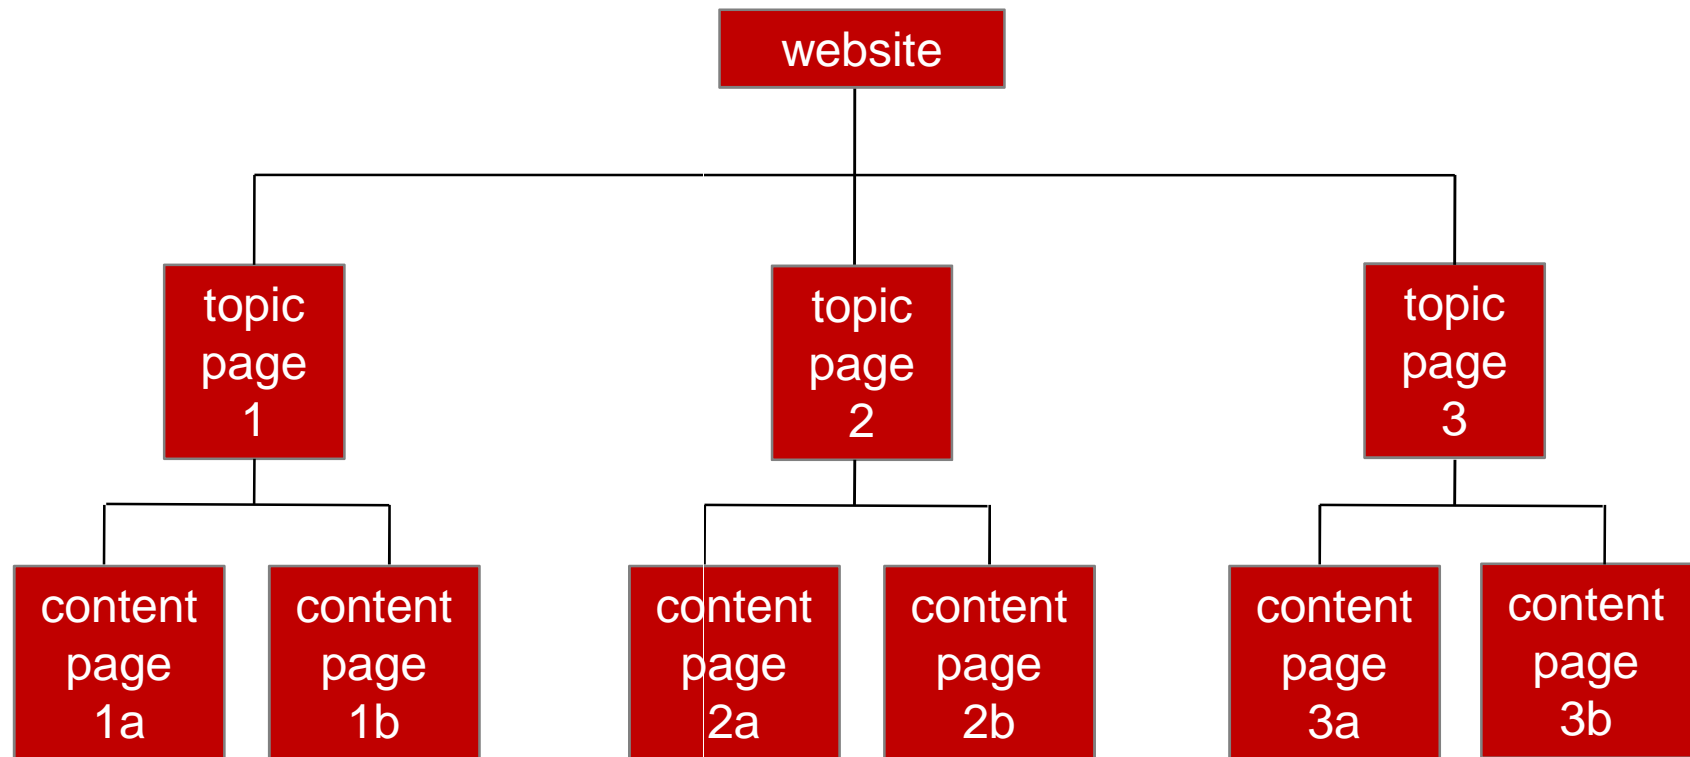 website
topic
page
1
topic
page
2
topic
page
3
content
page
1a
content
page
1b
content
page
2a
content
page
2b
content
page
3a
content
page
3b